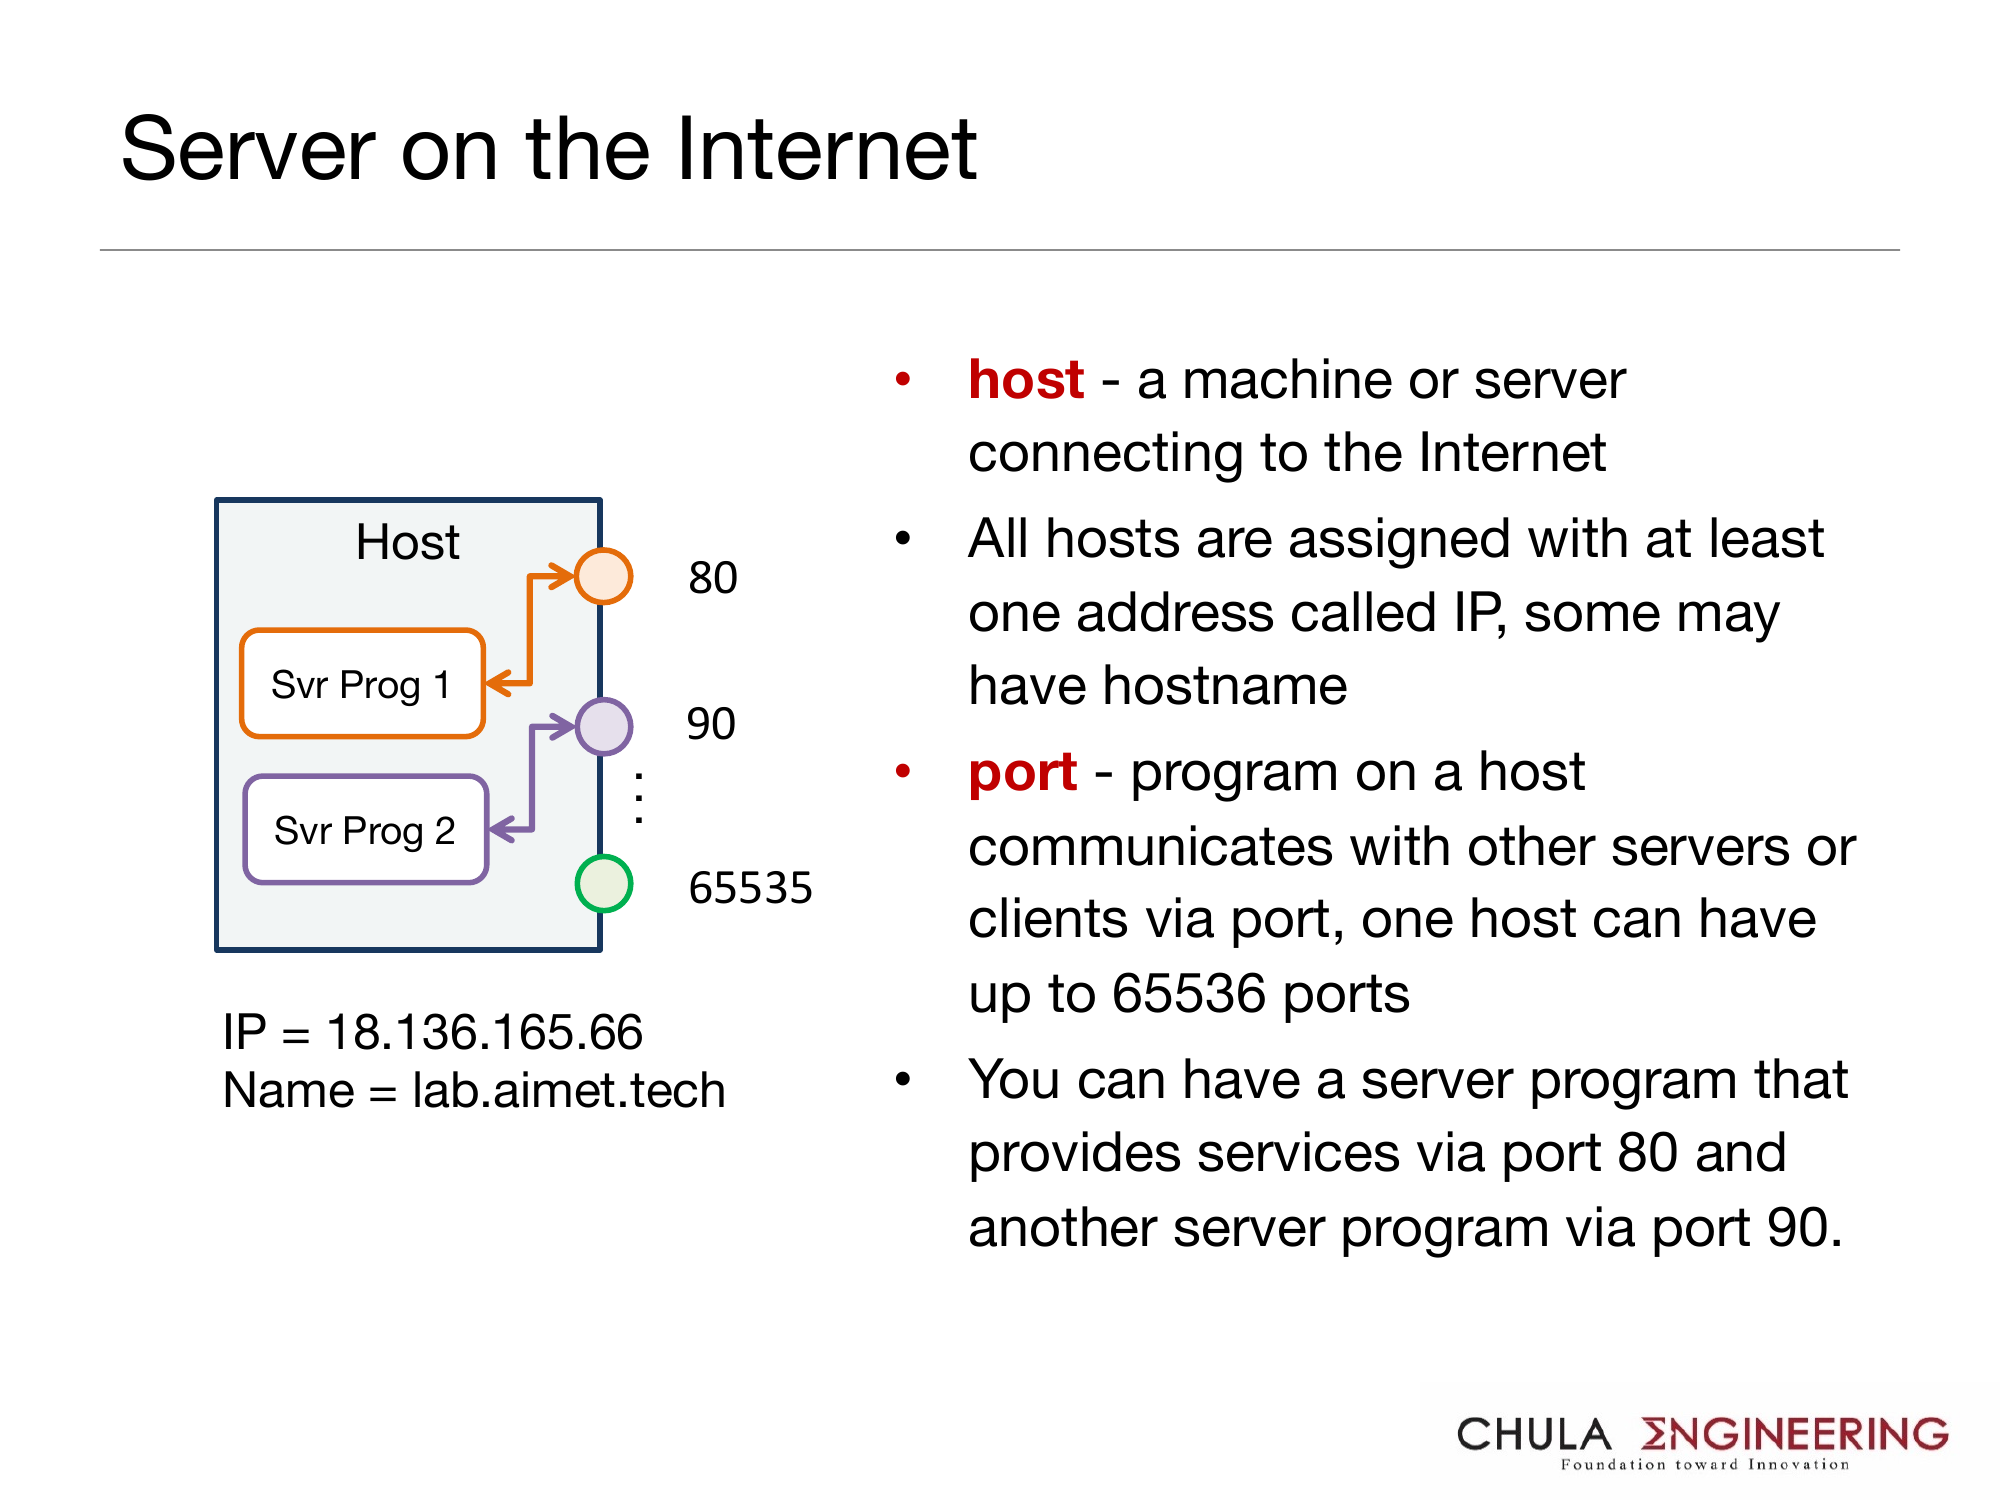 Server on the Internet
Host
80
Svr Prog 1
90
Svr Prog 2
65535
IP = 18.136.165.66
Name = lab.aimet.tech
• host - a machine or server
connecting to the Internet
• All hosts are assigned with at least
one address called IP, some may
have hostname
• port - program on a host
communicates with other servers or
clients via port, one host can have
up to 65536 ports
• You can have a server program that
provides services via port 80 and
another server program via port 90.
CHULA ΣNGINEERING
Foundation toward Innovation